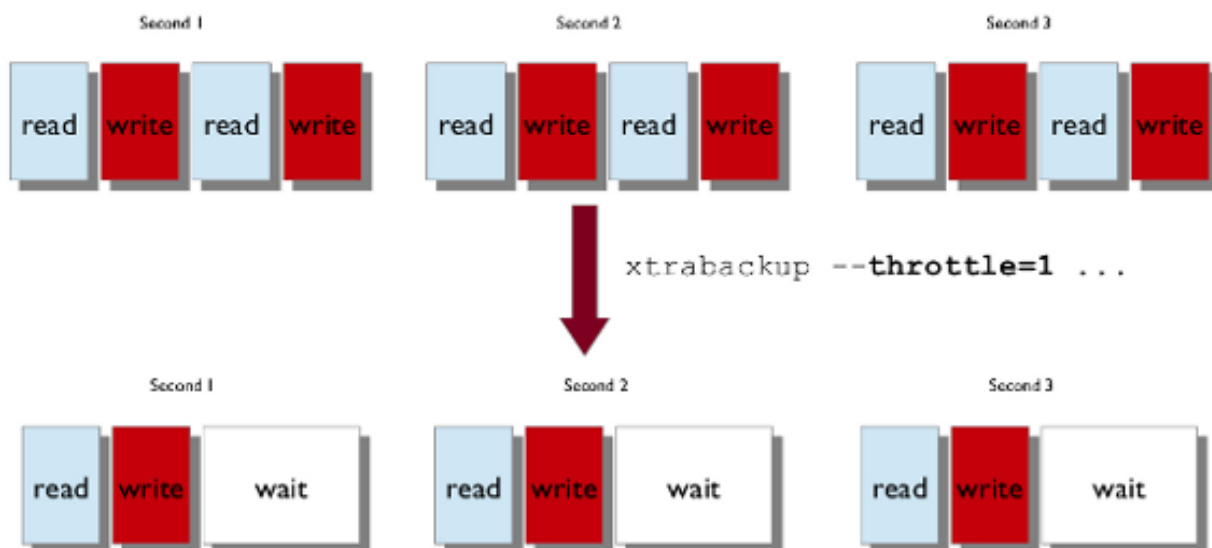 Second 1 Second 2 Second 3
read write read write read write read write read write read write
xtrabackup --throttle=1 ...
Second 1 Second 2 Second 3
read write wait read write wait read write wait